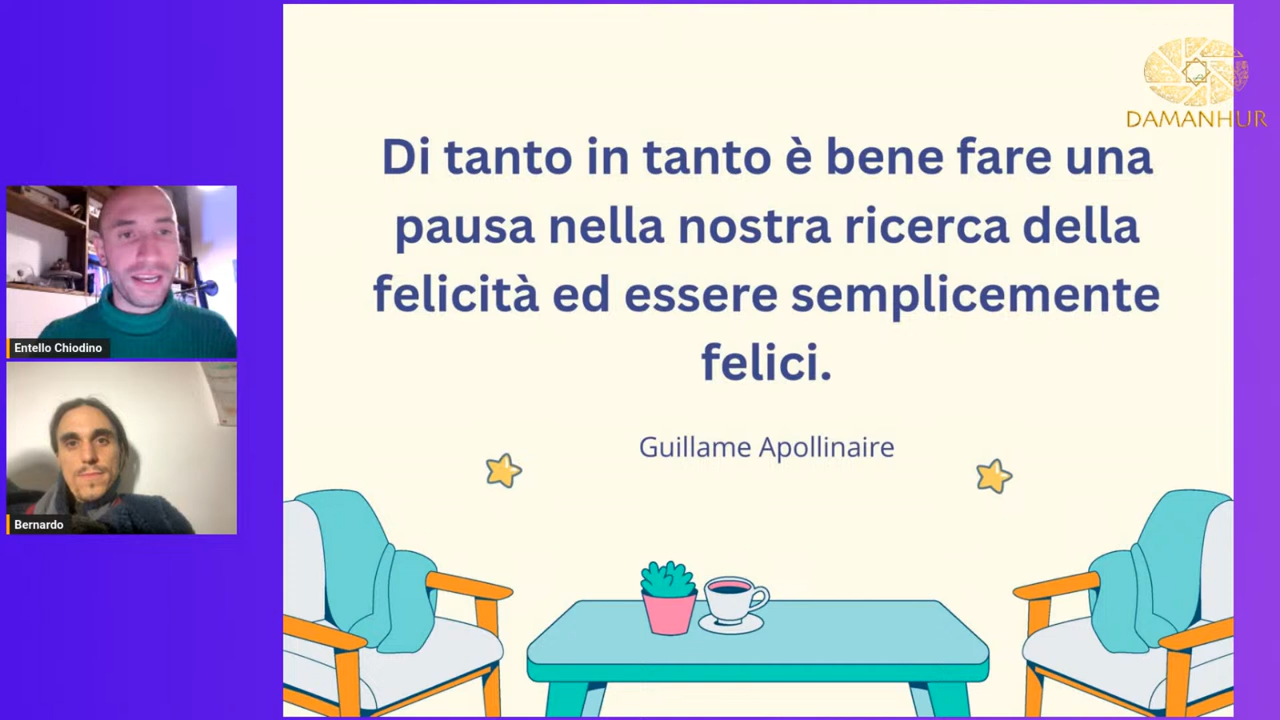 DAMANHUR
Di tanto in tanto è bene fare una
pausa nella nostra ricerca della
felicità ed essere semplicemente
felici.
Guillame Apollinaire
Entello Chiodino
Bernardo